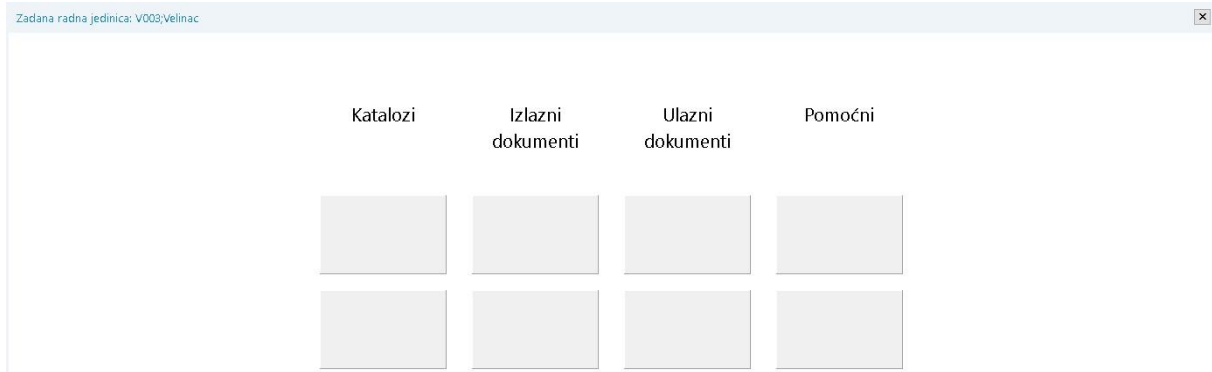 Zadana radna jedinica: V003;Velinac
Katalozi
Izlazni
dokumenti
Ulazni
dokumenti
Pomoćni